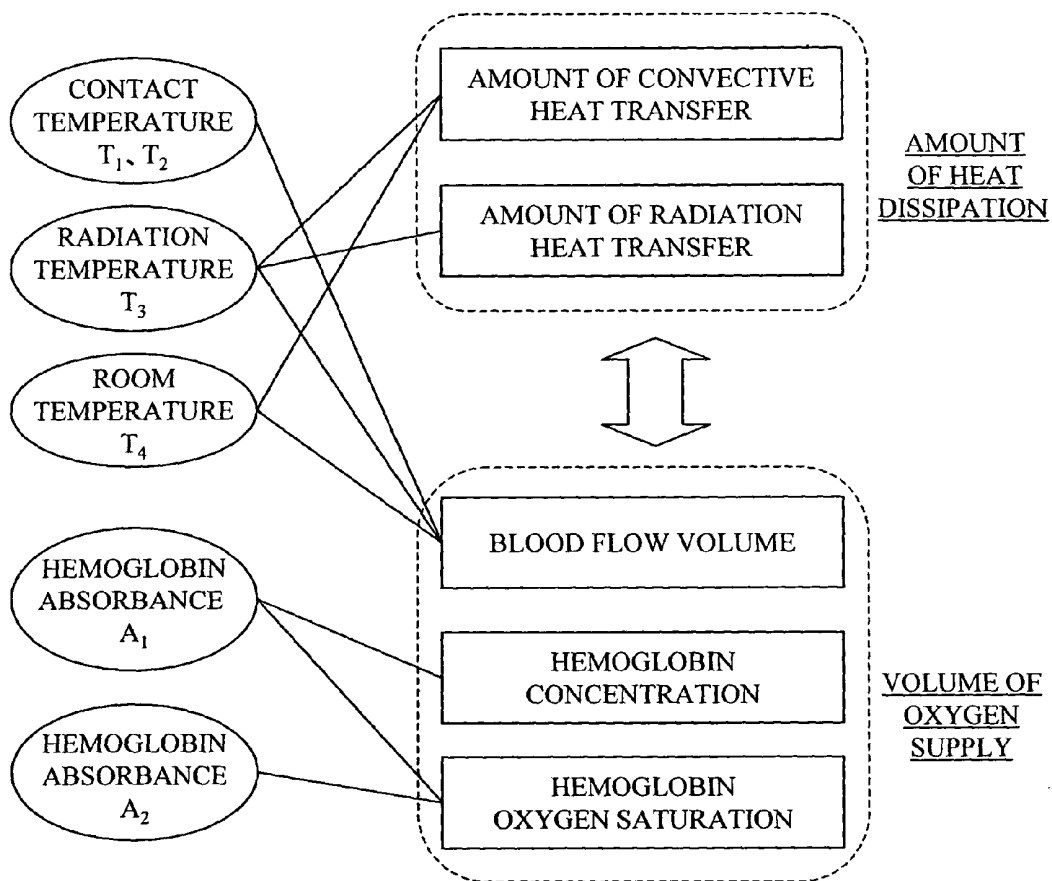 CONTACT
TEMPERATURE
T₁、T₂
RADIATION
TEMPERATURE
T₃
ROOM
TEMPERATURE
T₄
HEMOGLOBIN
ABSORBANCE
A₁
HEMOGLOBIN
ABSORBANCE
A₂
AMOUNT OF CONVECTIVE
HEAT TRANSFER
AMOUNT OF RADIATION
HEAT TRANSFER
AMOUNT
OF HEAT
DISSIPATION
BLOOD FLOW VOLUME
HEMOGLOBIN
CONCENTRATION
HEMOGLOBIN
OXYGEN SATURATION
VOLUME OF
OXYGEN
SUPPLY